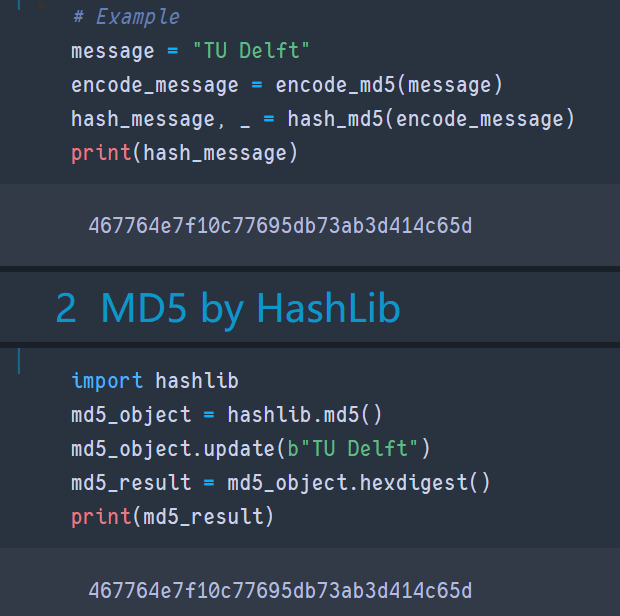 # Example
message = "TU Delft"
encode_message = encode_md5(message)
hash_message, _ = hash_md5(encode_message)
print(hash_message)
467764e7f10c77695db73ab3d414c65d
2 MD5 by HashLib
import hashlib
md5_object = hashlib.md5()
md5_object.update(b"TU Delft")
md5_result = md5_object.hexdigest()
print(md5_result)
467764e7f10c77695db73ab3d414c65d